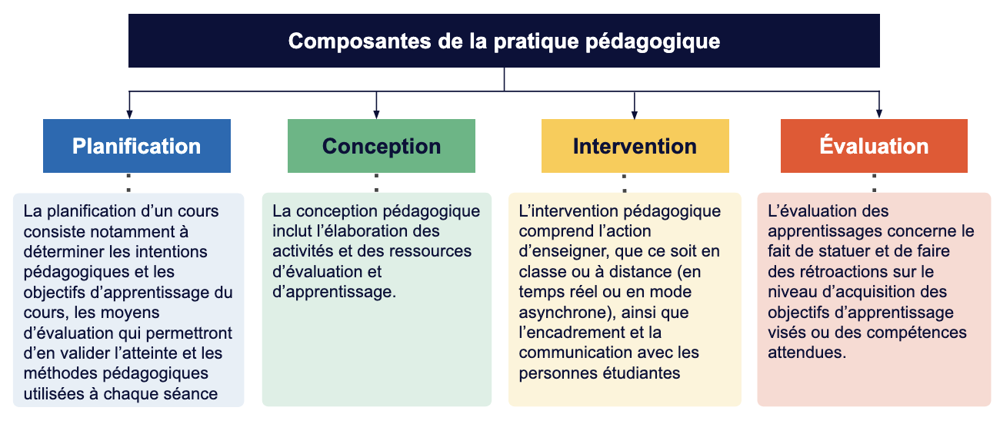 Composantes de la pratique pédagogique
Planification
La planification d’un cours
consiste notamment à
déterminer les intentions
pédagogiques et les
objectifs d’apprentissage du
cours, les moyens
d’évaluation qui permettront
d’en valider l’atteinte et les
méthodes pédagogiques
utilisées à chaque séance
Conception
La conception pédagogique
inclut l’élaboration des
activités et des ressources
d’évaluation et
d’apprentissage.
Intervention
L’intervention pédagogique
comprend l’action
d’enseigner, que ce soit en
classe ou à distance (en
temps réel ou en mode
asynchrone), ainsi que
l’encadrement et la
communication avec les
personnes étudiantes
Évaluation
L’évaluation des
apprentissages concerne le
fait de statuer et de faire
des rétroactions sur le
niveau d’acquisition des
objectifs d’apprentissage
visés ou des compétences
attendues.